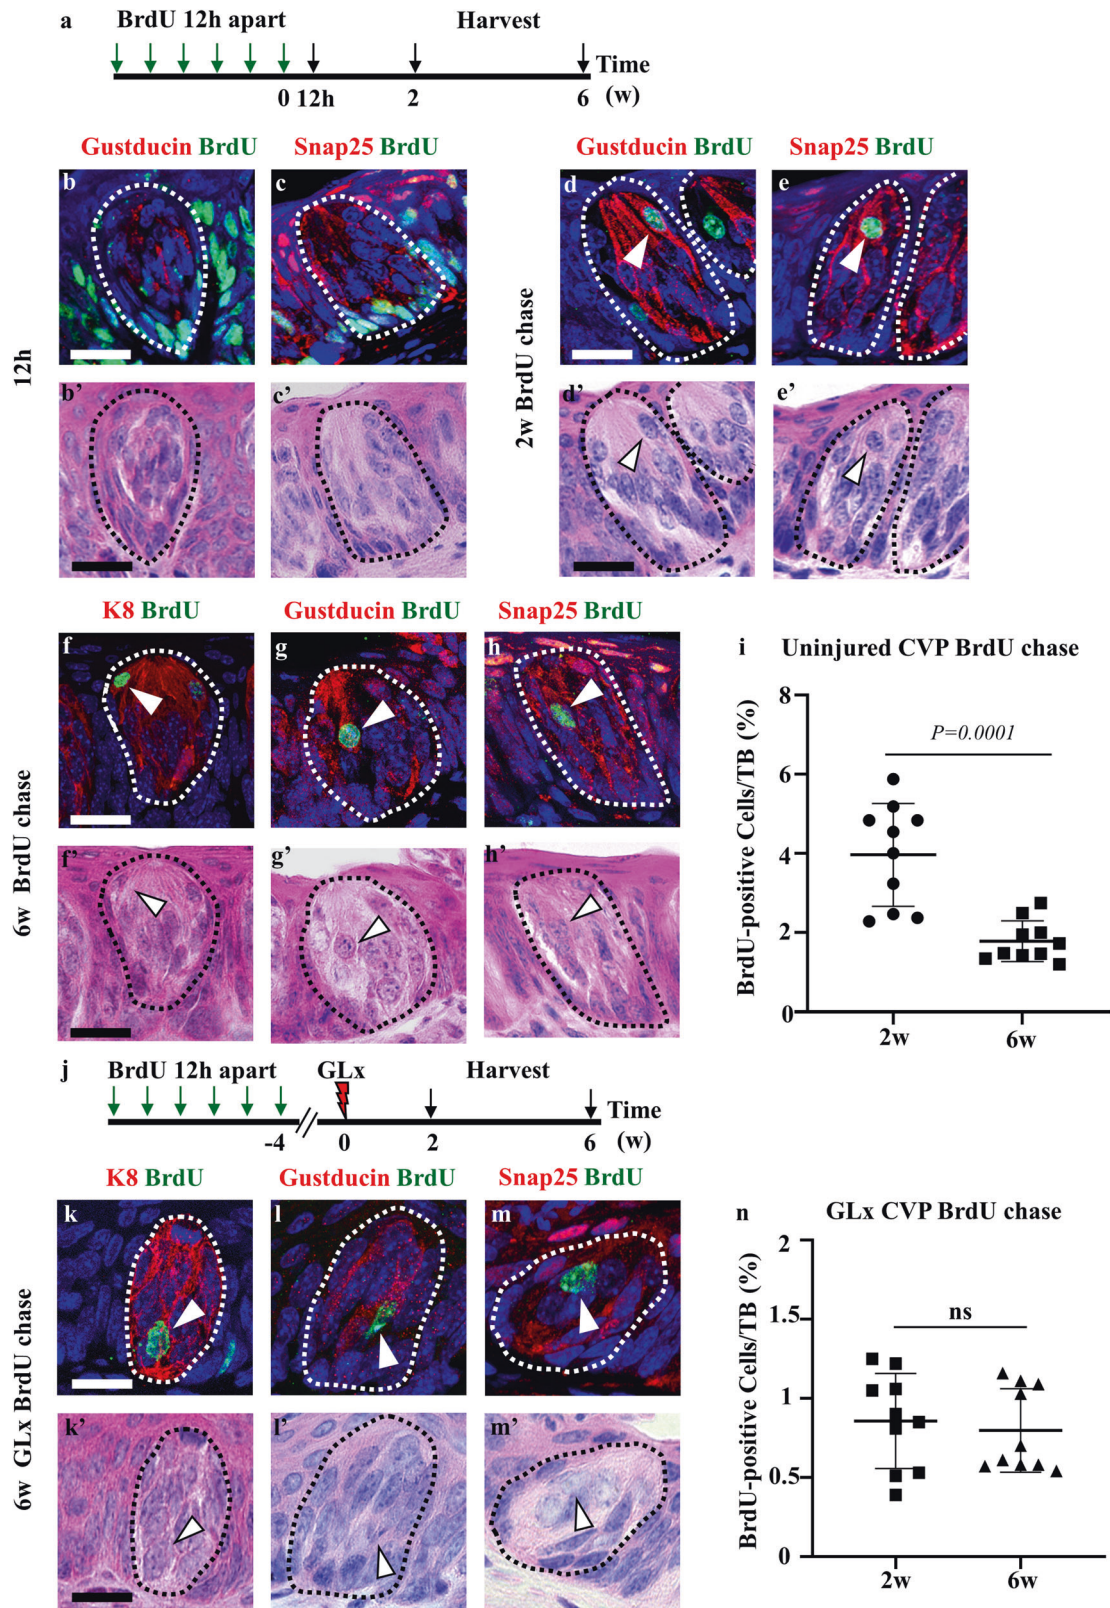 a
BrdU 12h apart Harvest
0 12h 2 6 Time (w)
Gustducin BrdU Snap25 BrdU Gustducin BrdU Snap25 BrdU
b c d e
12h
2w BrdU chase
b' c' d' e'
K8 BrdU Gustducin BrdU Snap25 BrdU
f g h
6w BrdU chase
f' g' h'
i Uninjured CVP BrdU chase
BrdU-positive Cells/TB (%)
8
P=0.0001
6
4
2
0
2w 6w
j BrdU 12h apart GLx Harvest
-4 0 2 6 Time (w)
K8 BrdU Gustducin BrdU Snap25 BrdU
k l m
6w GLx BrdU chase
k' l' m'
n GLx CVP BrdU chase
BrdU-positive Cells/TB (%)
2
ns
1.5
1
0.5
0
2w 6w